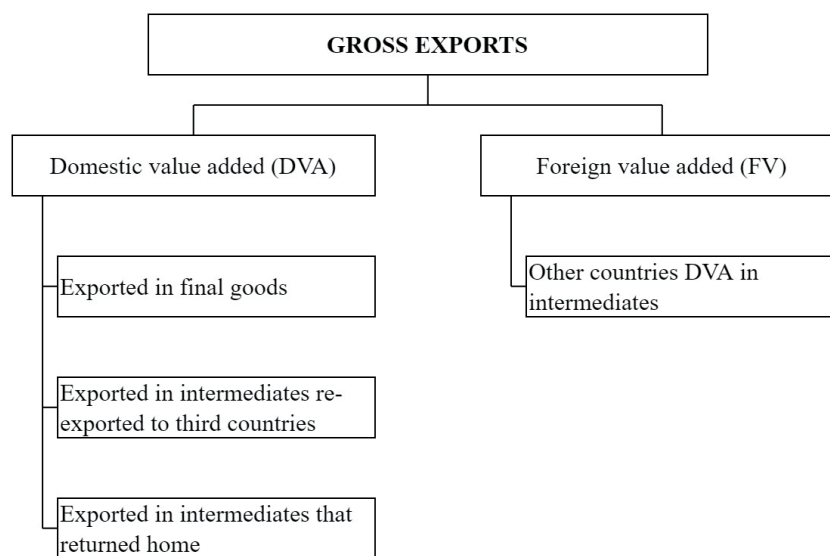 GROSS EXPORTS
Domestic value added (DVA)
Foreign value added (FV)
Exported in final goods
Other countries DVA in
intermediates
Exported in intermediates re-
exported to third countries
Exported in intermediates that
returned home